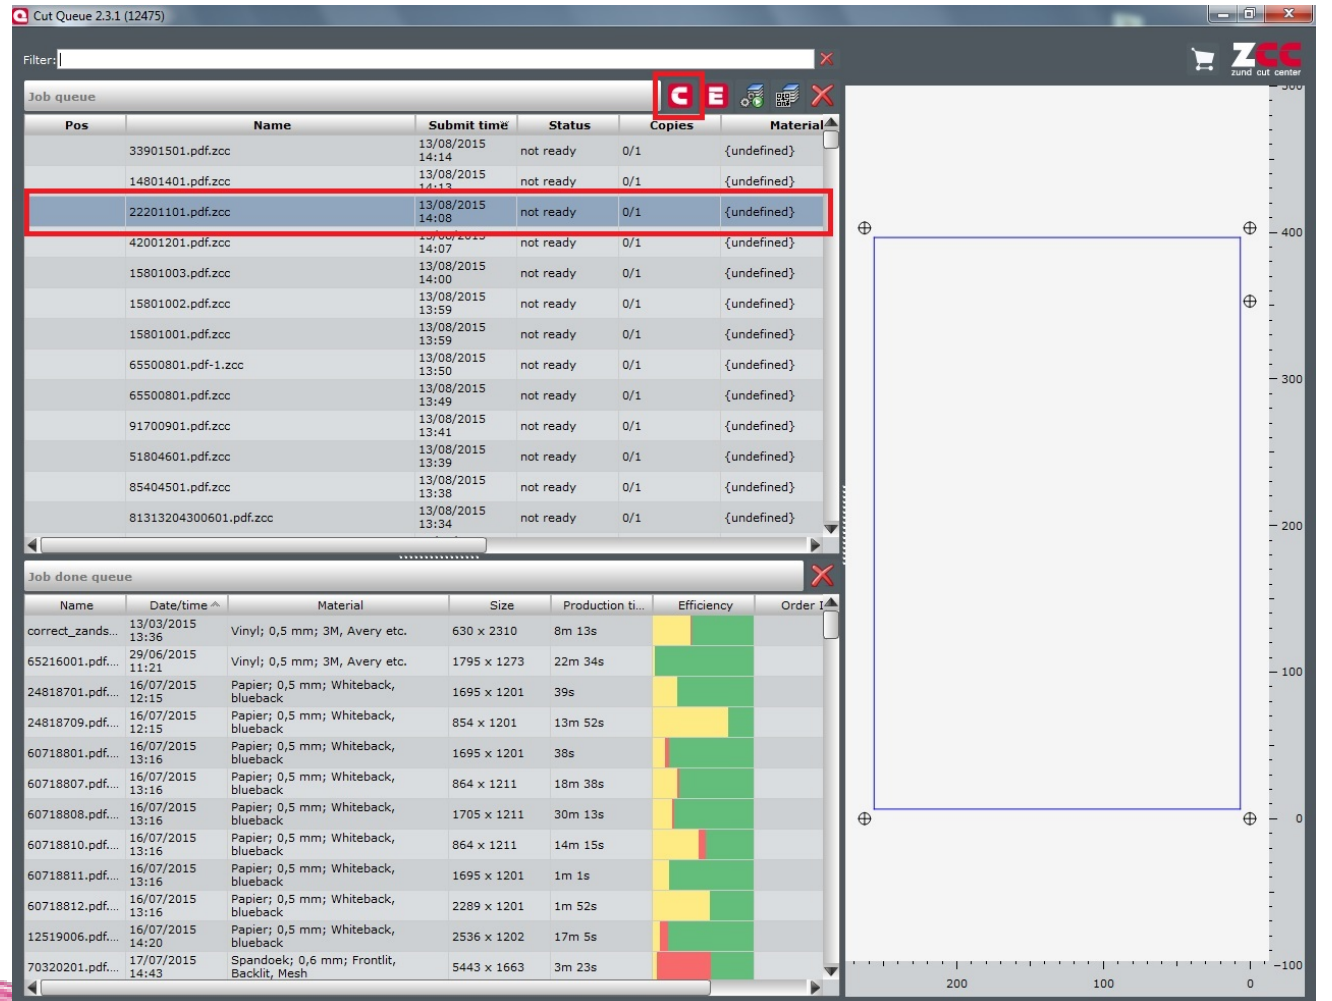 Cut Queue 2.3.1 (12475)
Filter:
zcc
zund cut center
Job queue
C E
Pos Name Submit time Status Copies Material
33901501.pdf.zcc 13/08/2015 14:14 not ready 0/1 {undefined}
14801401.pdf.zcc 13/08/2015 14:13 not ready 0/1 {undefined}
22201101.pdf.zcc 13/08/2015 14:08 not ready 0/1 {undefined}
42001201.pdf.zcc 13/08/2015 14:07 not ready 0/1 {undefined}
15801003.pdf.zcc 13/08/2015 14:00 not ready 0/1 {undefined}
15801002.pdf.zcc 13/08/2015 13:59 not ready 0/1 {undefined}
15801001.pdf.zcc 13/08/2015 13:59 not ready 0/1 {undefined}
65500801.pdf-1.zcc 13/08/2015 13:50 not ready 0/1 {undefined}
65500801.pdf.zcc 13/08/2015 13:49 not ready 0/1 {undefined}
91700901.pdf.zcc 13/08/2015 13:41 not ready 0/1 {undefined}
51804601.pdf.zcc 13/08/2015 13:39 not ready 0/1 {undefined}
85404501.pdf.zcc 13/08/2015 13:38 not ready 0/1 {undefined}
81313204300601.pdf.zcc 13/08/2015 13:34 not ready 0/1 {undefined}
Job done queue
Name Date/time Material Size Production ti... Efficiency Order I
correct_zands... 13/03/2015 13:36 Vinyl; 0,5 mm; 3M, Avery etc. 630 x 2310 8m 13s
65216001.pdf.... 29/06/2015 11:21 Vinyl; 0,5 mm; 3M, Avery etc. 1795 x 1273 22m 34s
24818701.pdf.... 16/07/2015 12:15 Papier; 0,5 mm; Whiteback, blueback 1695 x 1201 39s
24818709.pdf.... 16/07/2015 12:15 Papier; 0,5 mm; Whiteback, blueback 854 x 1201 13m 52s
60718801.pdf.... 16/07/2015 13:16 Papier; 0,5 mm; Whiteback, blueback 1695 x 1201 38s
60718807.pdf.... 16/07/2015 13:16 Papier; 0,5 mm; Whiteback, blueback 864 x 1211 18m 38s
60718808.pdf.... 16/07/2015 13:16 Papier; 0,5 mm; Whiteback, blueback 1705 x 1211 30m 13s
60718810.pdf.... 16/07/2015 13:16 Papier; 0,5 mm; Whiteback, blueback 864 x 1211 14m 15s
60718811.pdf.... 16/07/2015 13:16 Papier; 0,5 mm; Whiteback, blueback 1695 x 1201 1m 1s
60718812.pdf.... 16/07/2015 13:16 Papier; 0,5 mm; Whiteback, blueback 2289 x 1201 1m 52s
12519006.pdf.... 16/07/2015 14:20 Papier; 0,5 mm; Whiteback, blueback 2536 x 1202 17m 5s
70320201.pdf.... 17/07/2015 14:43 Spandoek; 0,6 mm; Frontlit, Backlit, Mesh 5443 x 1663 3m 23s
500
400
300
200
100
0
-100
200 100 0